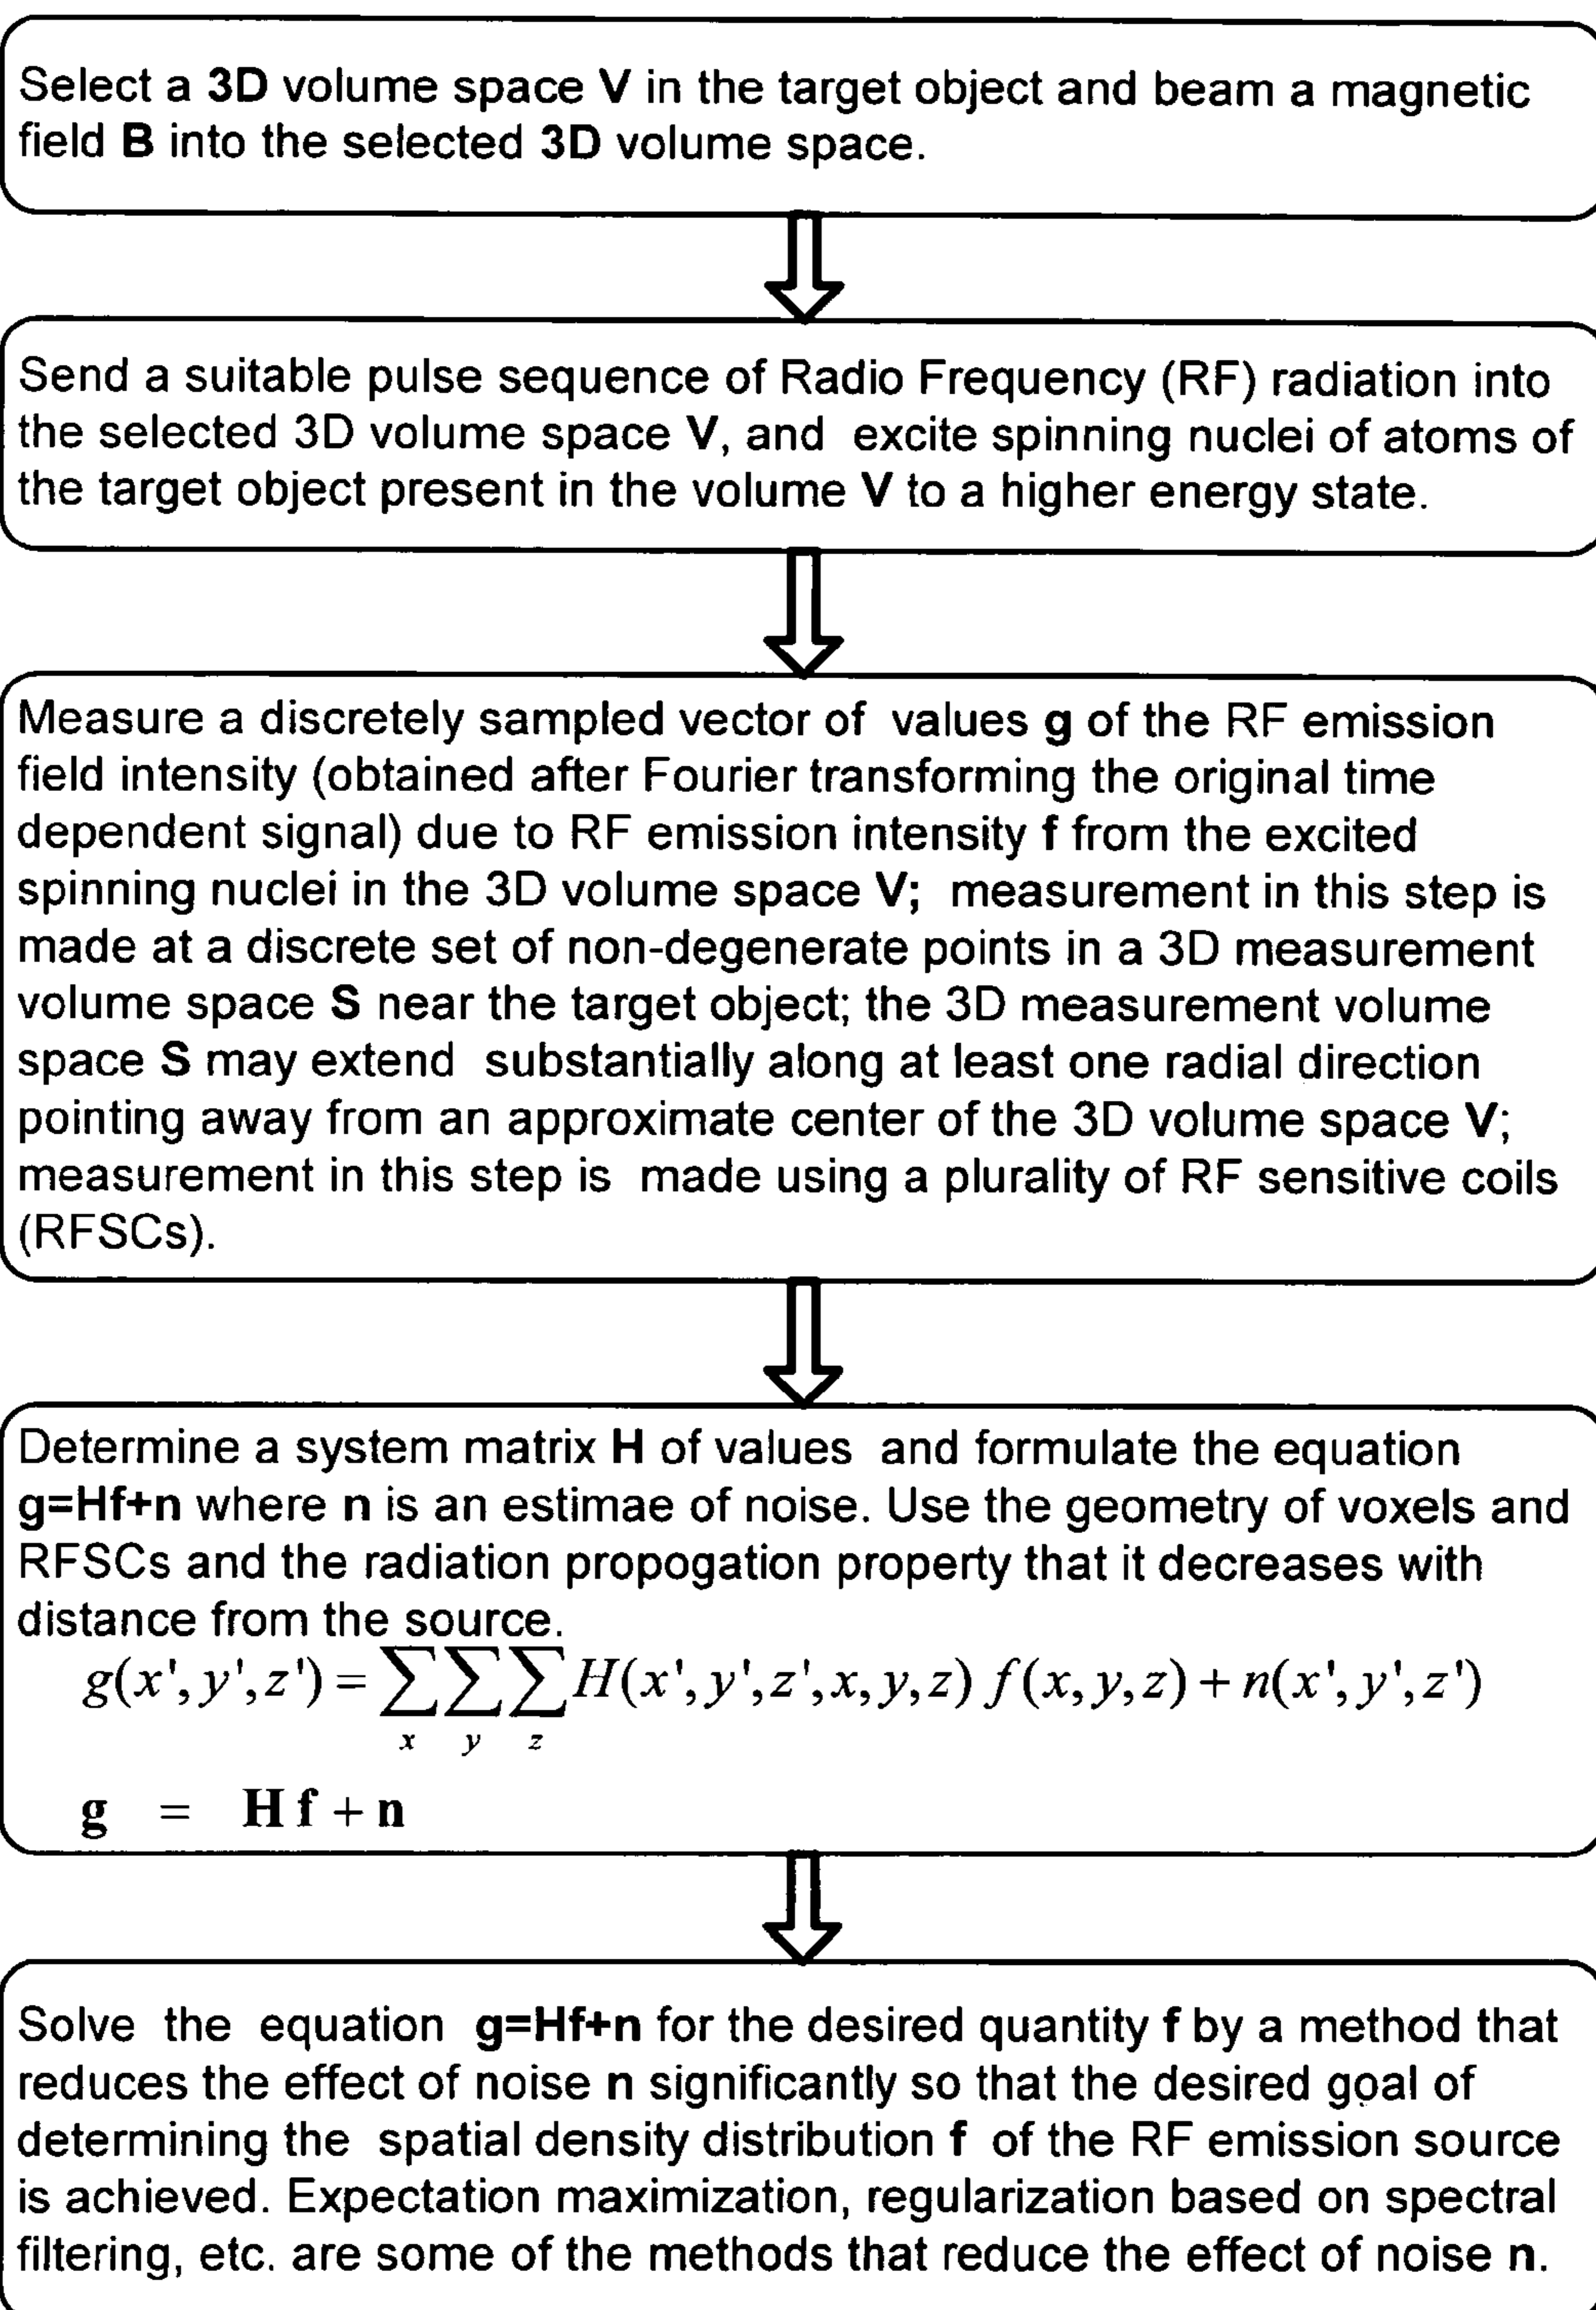 Select a 3D volume space V in the target object and beam a magnetic
field B into the selected 3D volume space.
Send a suitable pulse sequence of Radio Frequency (RF) radiation into
the selected 3D volume space V, and excite spinning nuclei of atoms of
the target object present in the volume V to a higher energy state.
Measure a discretely sampled vector of values g of the RF emission
field intensity (obtained after Fourier transforming the original time
dependent signal) due to RF emission intensity f from the excited
spinning nuclei in the 3D volume space V; measurement in this step is
made at a discrete set of non-degenerate points in a 3D measurement
volume space S near the target object; the 3D measurement volume
space S may extend substantially along at least one radial direction
pointing away from an approximate center of the 3D volume space V;
measurement in this step is made using a plurality of RF sensitive coils
(RFSCs).
Determine a system matrix H of values and formulate the equation
g=Hf+n where n is an estimae of noise. Use the geometry of voxels and
RFSCs and the radiation propogation property that it decreases with
distance from the source.
g(x',y',z') = ∑∑∑ H(x',y',z',x,y,z) f(x,y,z) + n(x',y',z')
x y z
g = H f + n
Solve the equation g=Hf+n for the desired quantity f by a method that
reduces the effect of noise n significantly so that the desired goal of
determining the spatial density distribution f of the RF emission source
is achieved. Expectation maximization, regularization based on spectral
filtering, etc. are some of the methods that reduce the effect of noise n.